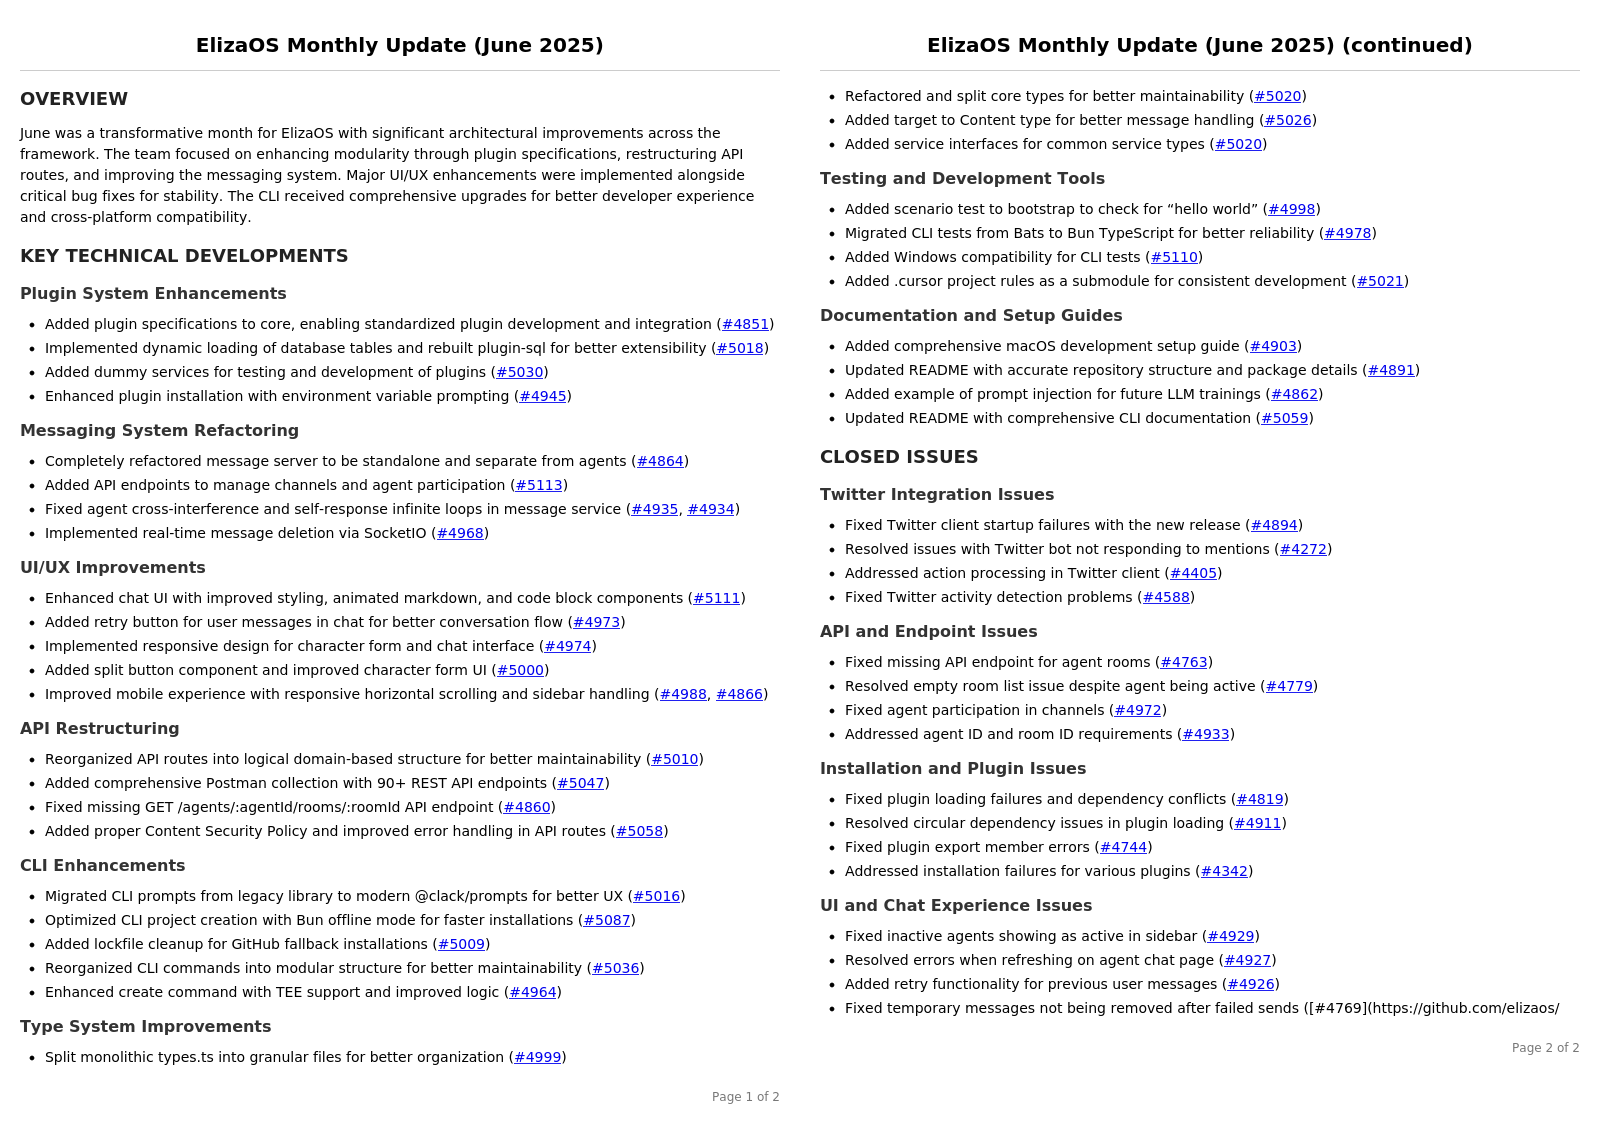 ElizaOS Monthly Update (June 2025)
OVERVIEW
June was a transformative month for ElizaOS with significant architectural improvements across the
framework. The team focused on enhancing modularity through plugin specifications, restructuring API
routes, and improving the messaging system. Major UI/UX enhancements were implemented alongside
critical bug fixes for stability. The CLI received comprehensive upgrades for better developer experience
and cross-platform compatibility.
KEY TECHNICAL DEVELOPMENTS
Plugin System Enhancements
• Added plugin specifications to core, enabling standardized plugin development and integration (#4851)
• Implemented dynamic loading of database tables and rebuilt plugin-sql for better extensibility (#5018)
• Added dummy services for testing and development of plugins (#5030)
• Enhanced plugin installation with environment variable prompting (#4945)
Messaging System Refactoring
• Completely refactored message server to be standalone and separate from agents (#4864)
• Added API endpoints to manage channels and agent participation (#5113)
• Fixed agent cross-interference and self-response infinite loops in message service (#4935, #4934)
• Implemented real-time message deletion via SocketIO (#4968)
UI/UX Improvements
• Enhanced chat UI with improved styling, animated markdown, and code block components (#5111)
• Added retry button for user messages in chat for better conversation flow (#4973)
• Implemented responsive design for character form and chat interface (#4974)
• Added split button component and improved character form UI (#5000)
• Improved mobile experience with responsive horizontal scrolling and sidebar handling (#4988, #4866)
API Restructuring
• Reorganized API routes into logical domain-based structure for better maintainability (#5010)
• Added comprehensive Postman collection with 90+ REST API endpoints (#5047)
• Fixed missing GET /agents/:agentId/rooms/:roomId API endpoint (#4860)
• Added proper Content Security Policy and improved error handling in API routes (#5058)
CLI Enhancements
• Migrated CLI prompts from legacy library to modern @clack/prompts for better UX (#5016)
• Optimized CLI project creation with Bun offline mode for faster installations (#5087)
• Added lockfile cleanup for GitHub fallback installations (#5009)
• Reorganized CLI commands into modular structure for better maintainability (#5036)
• Enhanced create command with TEE support and improved logic (#4964)
Type System Improvements
• Split monolithic types.ts into granular files for better organization (#4999)
Page 1 of 2
ElizaOS Monthly Update (June 2025) (continued)
• Refactored and split core types for better maintainability (#5020)
• Added target to Content type for better message handling (#5026)
• Added service interfaces for common service types (#5020)
Testing and Development Tools
• Added scenario test to bootstrap to check for “hello world” (#4998)
• Migrated CLI tests from Bats to Bun TypeScript for better reliability (#4978)
• Added Windows compatibility for CLI tests (#5110)
• Added .cursor project rules as a submodule for consistent development (#5021)
Documentation and Setup Guides
• Added comprehensive macOS development setup guide (#4903)
• Updated README with accurate repository structure and package details (#4891)
• Added example of prompt injection for future LLM trainings (#4862)
• Updated README with comprehensive CLI documentation (#5059)
CLOSED ISSUES
Twitter Integration Issues
• Fixed Twitter client startup failures with the new release (#4894)
• Resolved issues with Twitter bot not responding to mentions (#4272)
• Addressed action processing in Twitter client (#4405)
• Fixed Twitter activity detection problems (#4588)
API and Endpoint Issues
• Fixed missing API endpoint for agent rooms (#4763)
• Resolved empty room list issue despite agent being active (#4779)
• Fixed agent participation in channels (#4972)
• Addressed agent ID and room ID requirements (#4933)
Installation and Plugin Issues
• Fixed plugin loading failures and dependency conflicts (#4819)
• Resolved circular dependency issues in plugin loading (#4911)
• Fixed plugin export member errors (#4744)
• Addressed installation failures for various plugins (#4342)
UI and Chat Experience Issues
• Fixed inactive agents showing as active in sidebar (#4929)
• Resolved errors when refreshing on agent chat page (#4927)
• Added retry functionality for previous user messages (#4926)
• Fixed temporary messages not being removed after failed sends ([#4769](https://github.com/elizaos/
Page 2 of 2